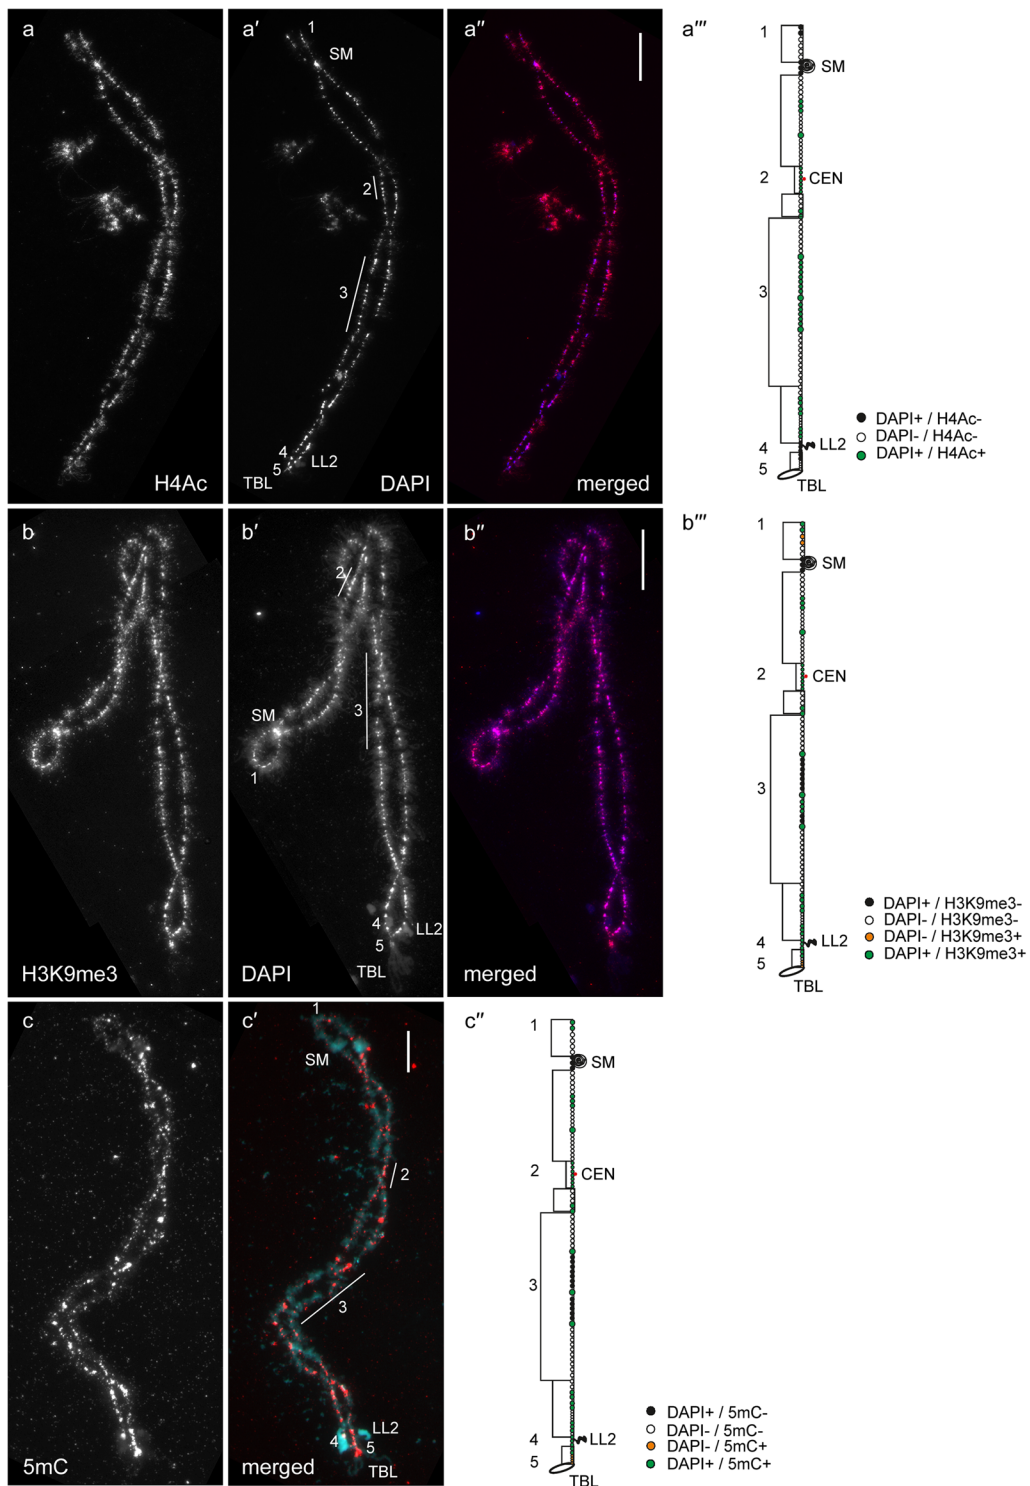 a
H4Ac
a′
1
SM
2
3
4
5
LL2
TBL
DAPI
a″
merged
a‴
1
SM
2
CEN
3
4
LL2
5
TBL
DAPI+ / H4Ac-
DAPI- / H4Ac-
DAPI+ / H4Ac+
b
H3K9me3
b′
2
3
SM
1
4
LL2
5
TBL
DAPI
b″
merged
b‴
1
SM
2
CEN
3
4
LL2
5
TBL
DAPI+ / H3K9me3-
DAPI- / H3K9me3-
DAPI- / H3K9me3+
DAPI+ / H3K9me3+
c
5mC
c′
1
SM
2
3
LL2
4
5
TBL
merged
c″
1
SM
2
CEN
3
4
LL2
5
TBL
DAPI+ / 5mC-
DAPI- / 5mC-
DAPI- / 5mC+
DAPI+ / 5mC+